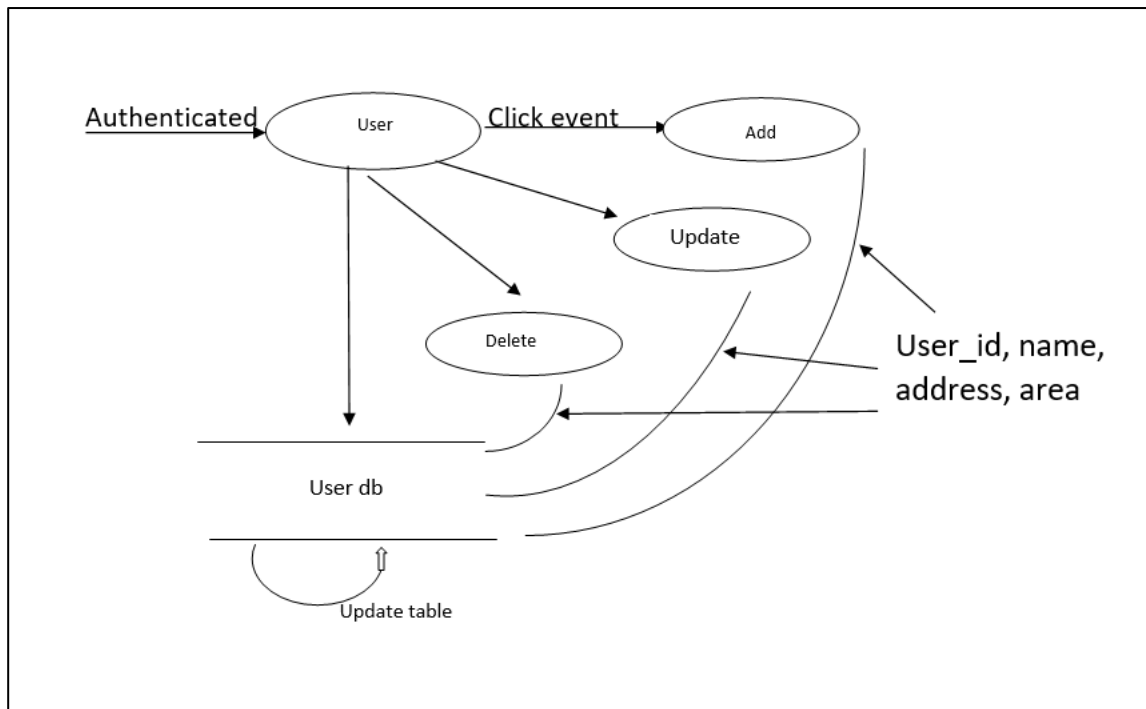 Authenticated
User
Click event
Add
Update
Delete
User_id, name,
address, area
User db
Update table